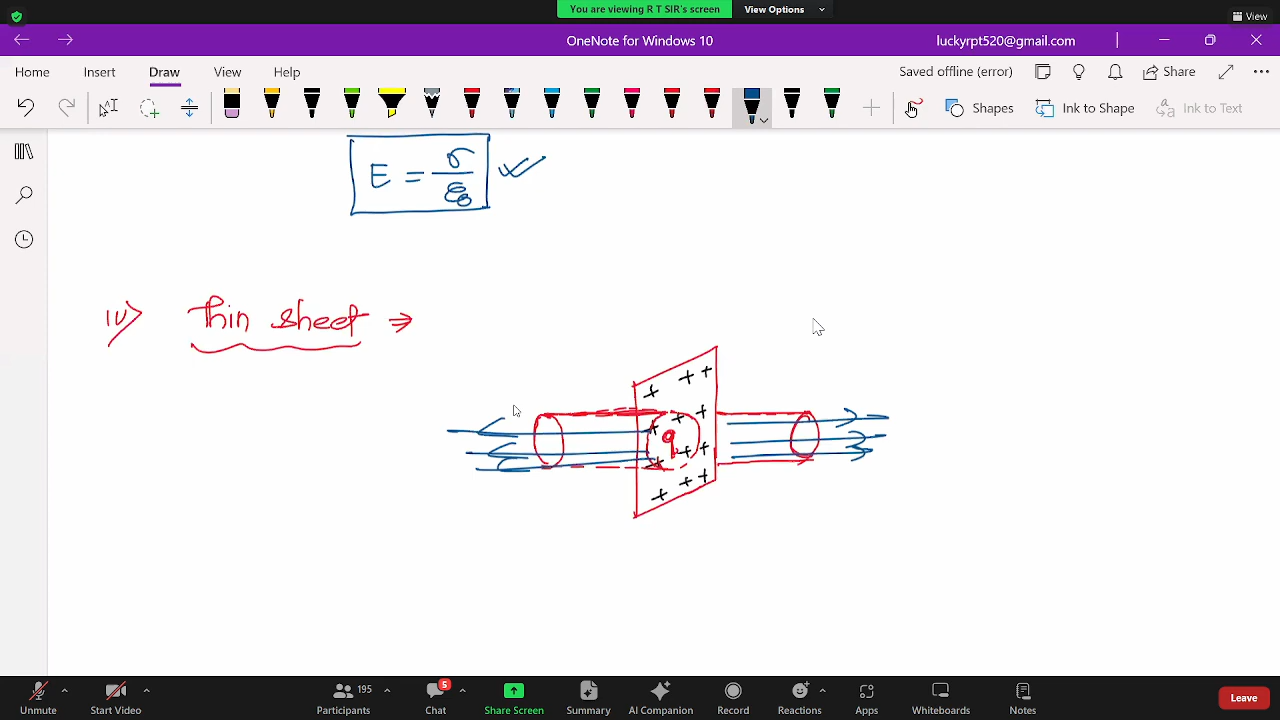 You are viewing R T SIR's screen View Options
View
OneNote for Windows 10 luckyrpt520@gmail.com
Home Insert Draw View Help Saved offline (error) Share
Shapes Ink to Shape Ink to Text
E = σ/ε₀
iv) Thin sheet ⇒
+ + +
+ + +
q + +
+ + + +
Unmute Start Video Participants 195 Chat 5 Share Screen Summary AI Companion Record Reactions Apps Whiteboards Notes Leave